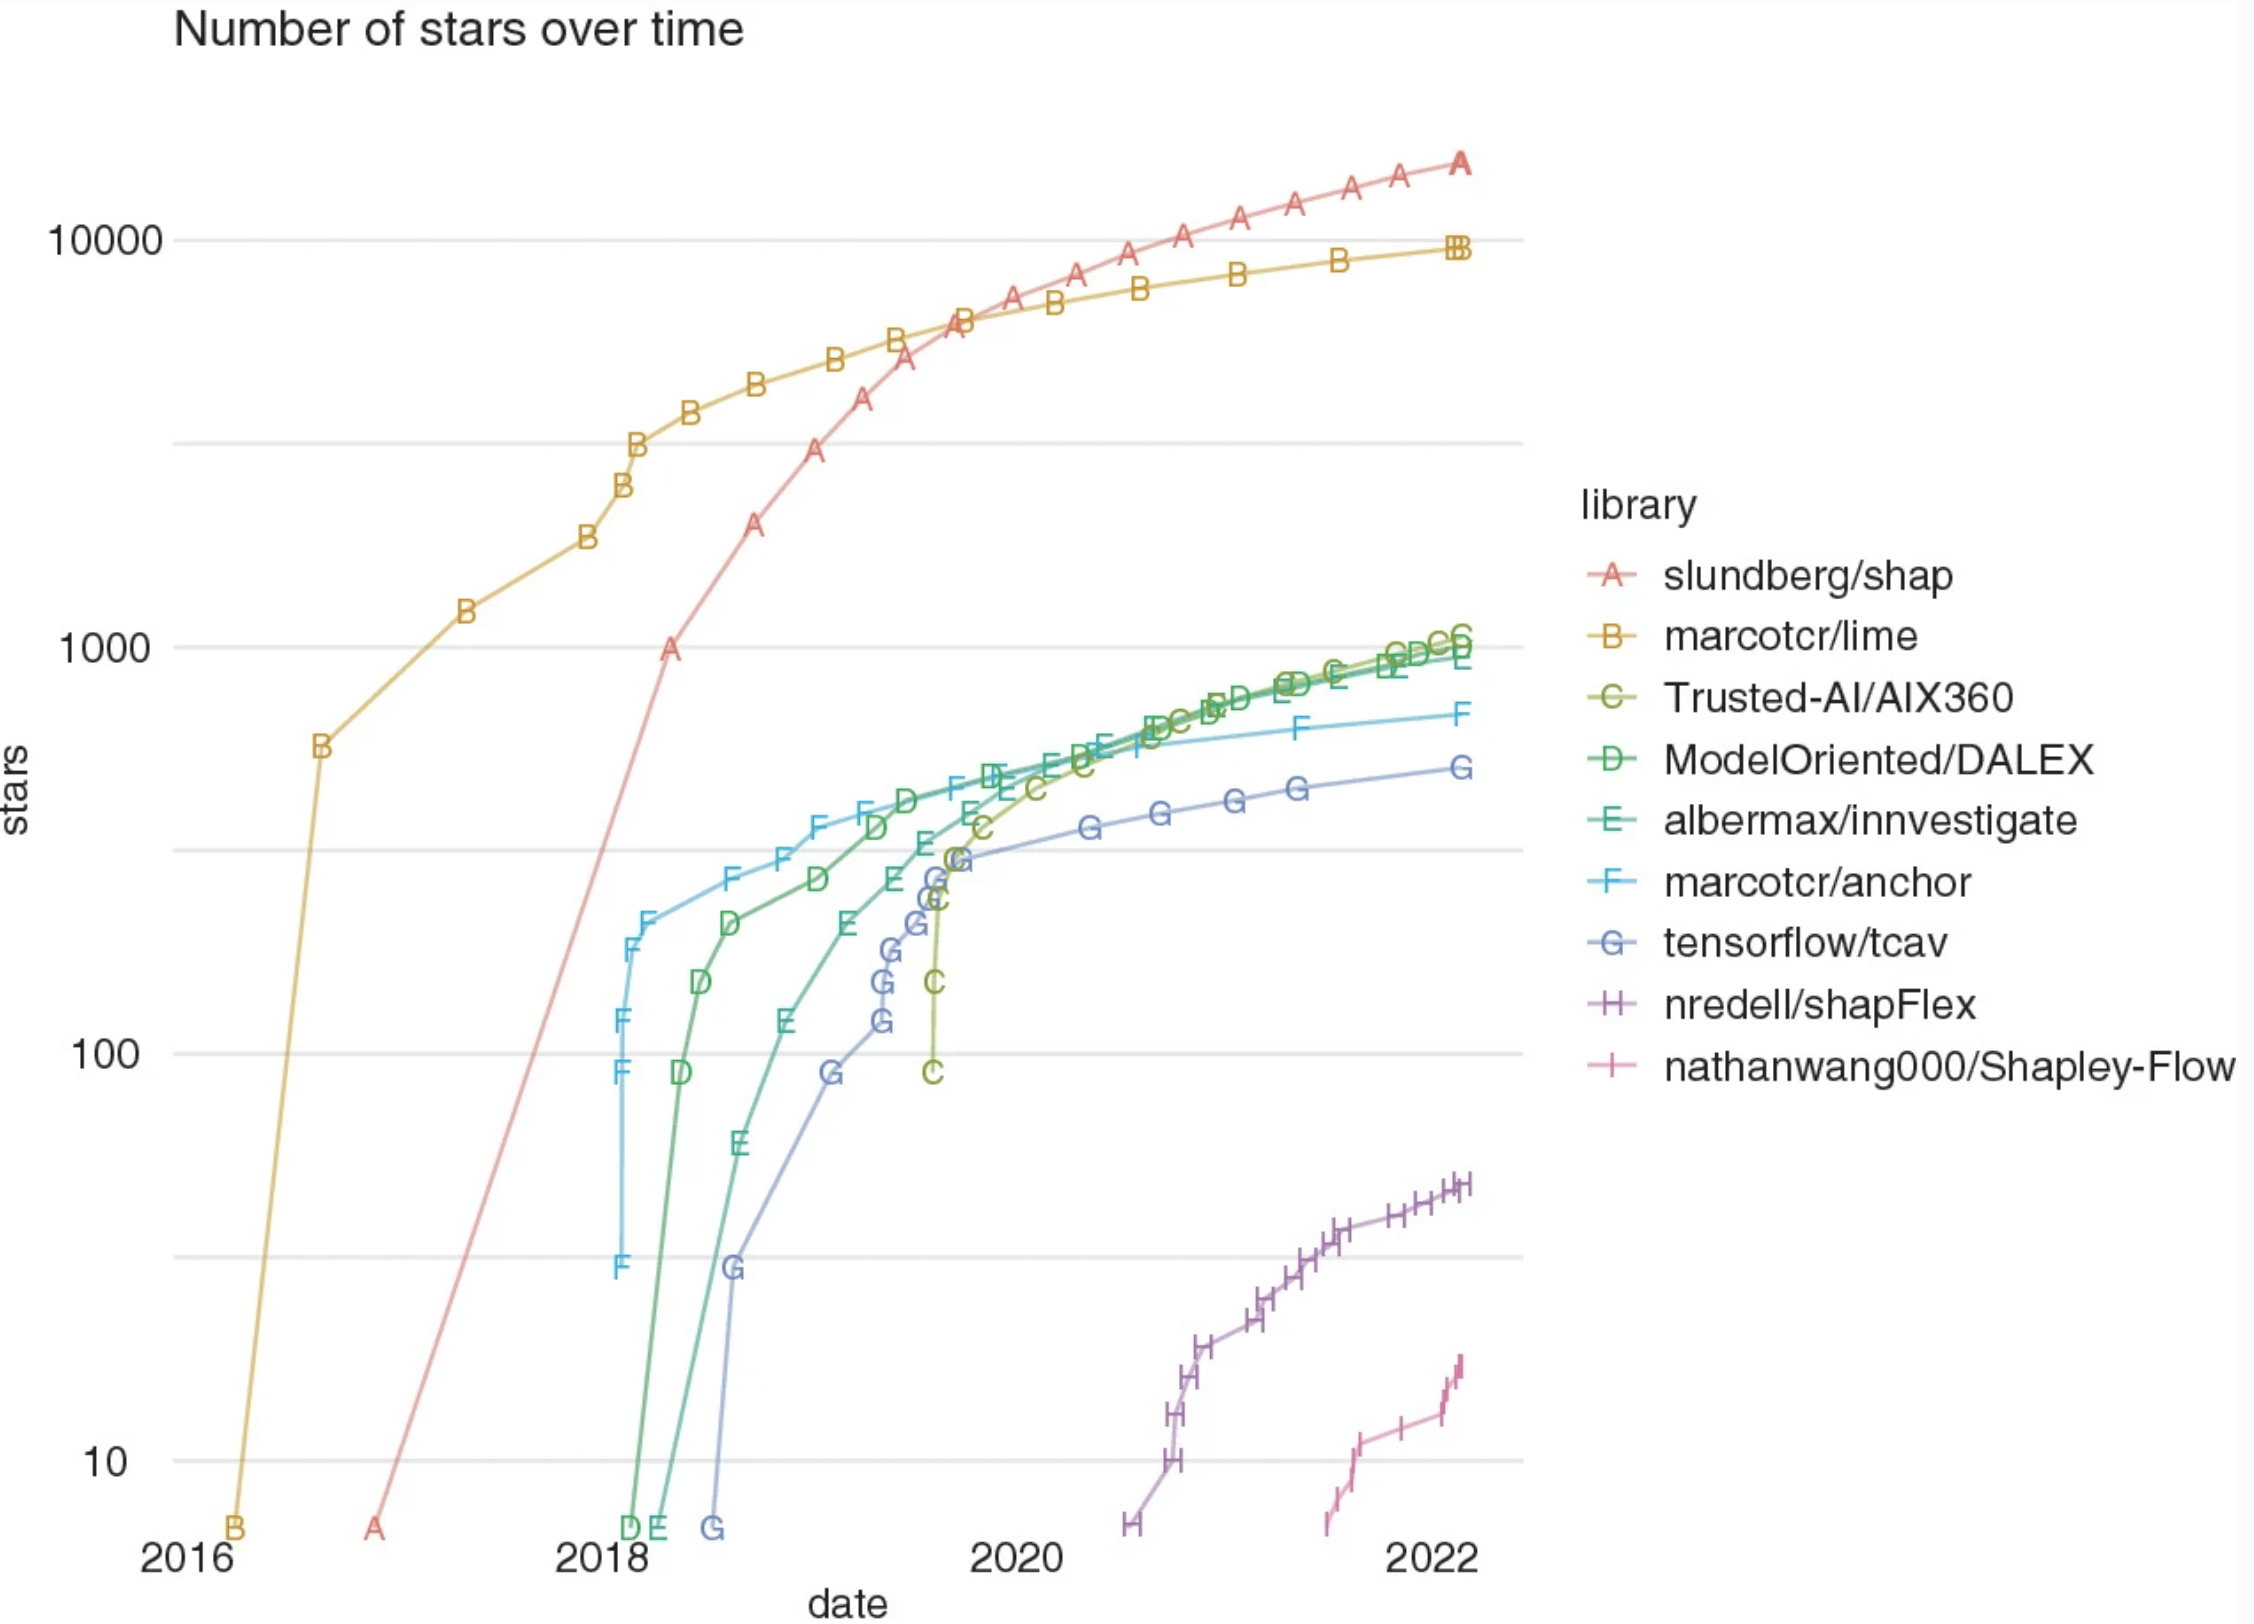 Number of stars over time
10000
1000
100
10
stars
2016 2018 2020 2022
date
library
A slundberg/shap
B marcotcr/lime
C Trusted-AI/AIX360
D ModelOriented/DALEX
E albermax/innvestigate
F marcotcr/anchor
G tensorflow/tcav
H nredell/shapFlex
I nathanwang000/Shapley-Flow